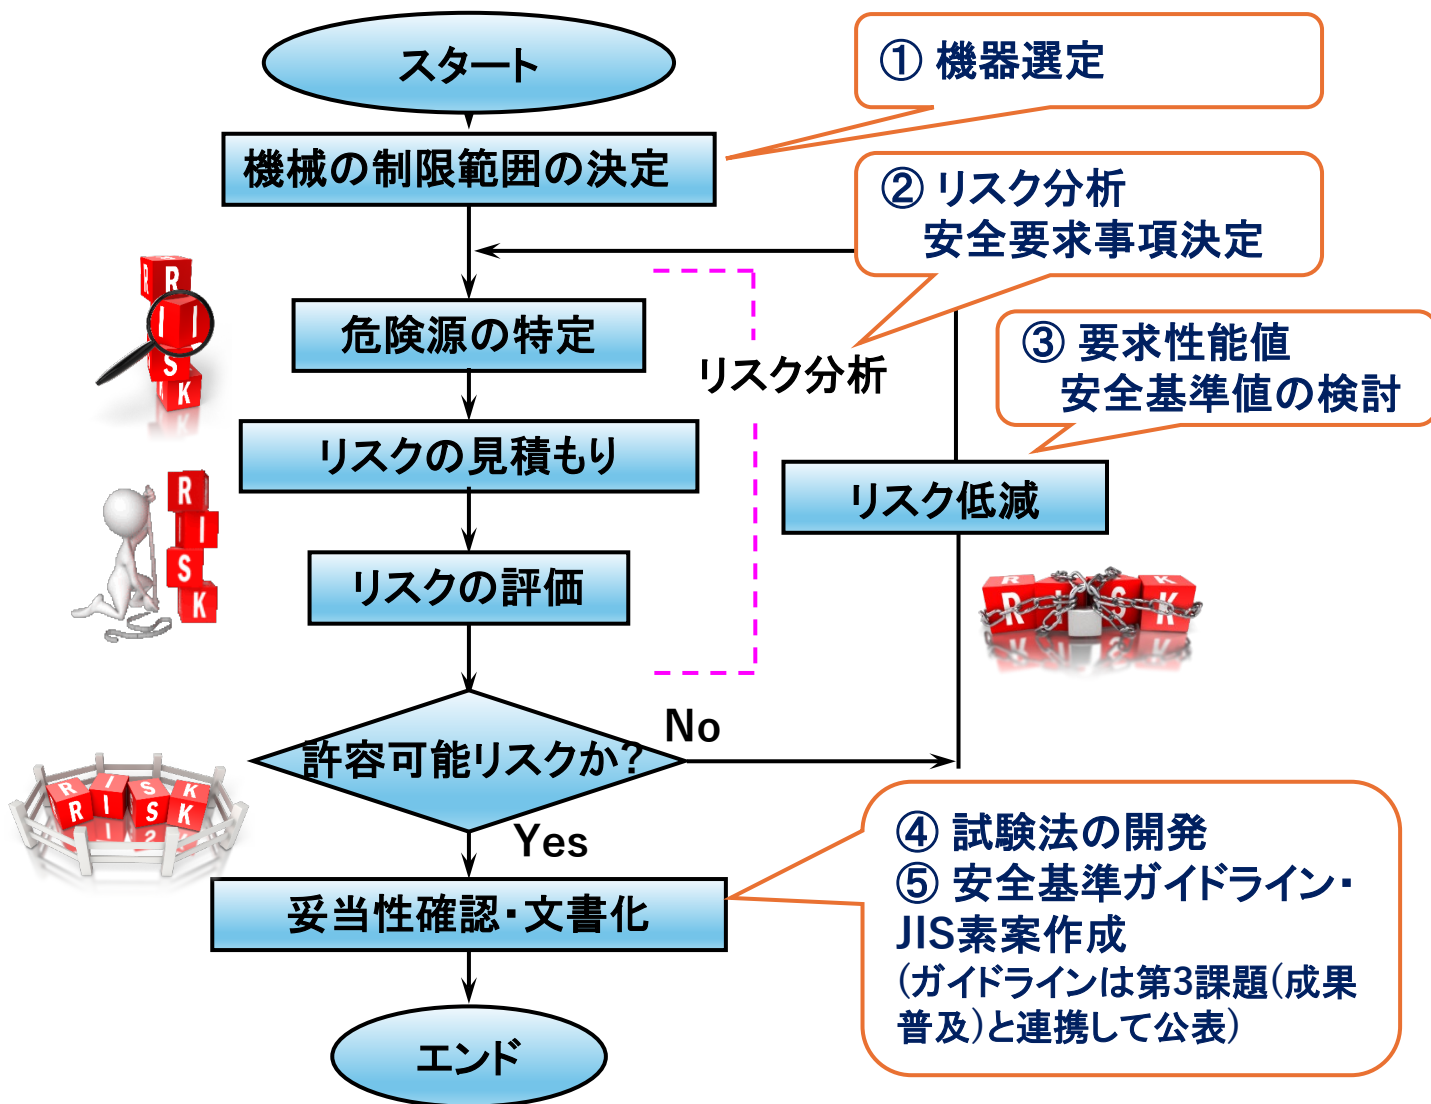 スタート
① 機器選定
機械の制限範囲の決定
② リスク分析
安全要求事項決定
危険源の特定
リスク分析
③ 要求性能値
安全基準値の検討
リスクの見積もり
リスク低減
リスクの評価
許容可能リスクか?
No
Yes
妥当性確認・文書化
④ 試験法の開発
⑤ 安全基準ガイドライン・
JIS素案作成
(ガイドラインは第3課題(成果
普及)と連携して公表)
エンド
R
I
S
K
R
I
S
K
R I S K
R I S K